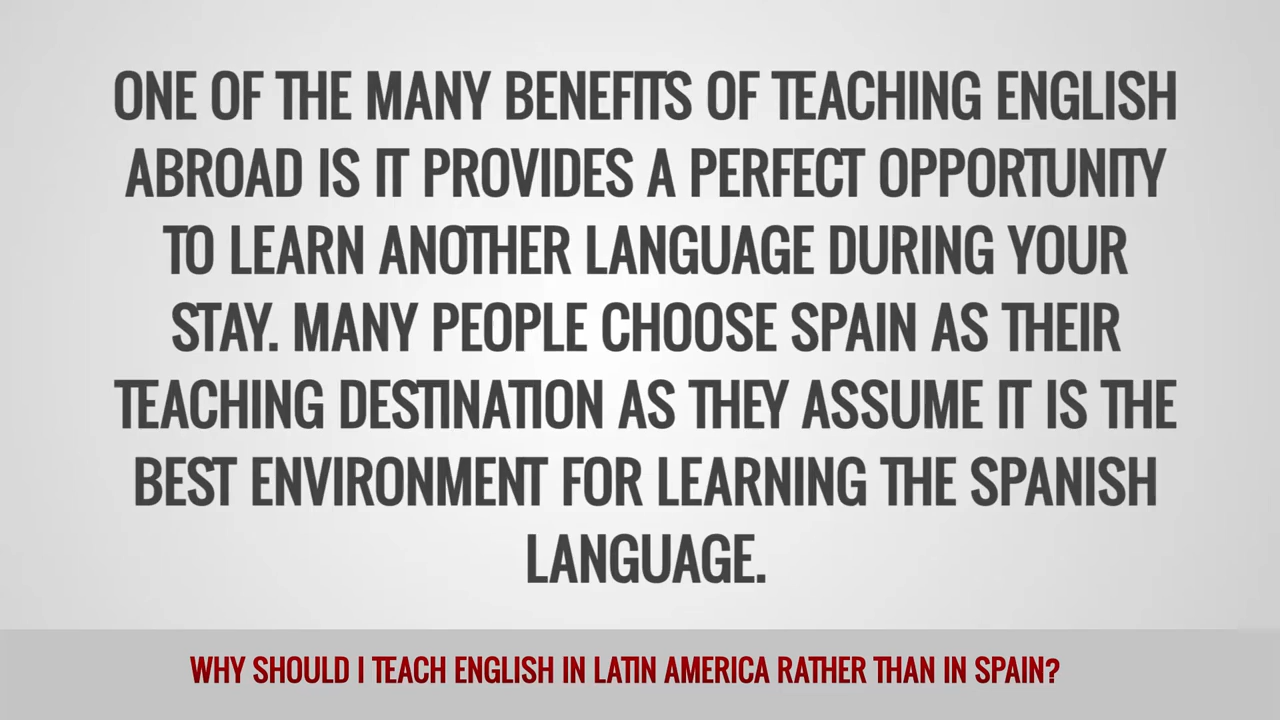 ONE OF THE MANY BENEFITS OF TEACHING ENGLISH
ABROAD IS IT PROVIDES A PERFECT OPPORTUNITY
TO LEARN ANOTHER LANGUAGE DURING YOUR
STAY. MANY PEOPLE CHOOSE SPAIN AS THEIR
TEACHING DESTINATION AS THEY ASSUME IT IS THE
BEST ENVIRONMENT FOR LEARNING THE SPANISH
LANGUAGE.
WHY SHOULD I TEACH ENGLISH IN LATIN AMERICA RATHER THAN IN SPAIN?